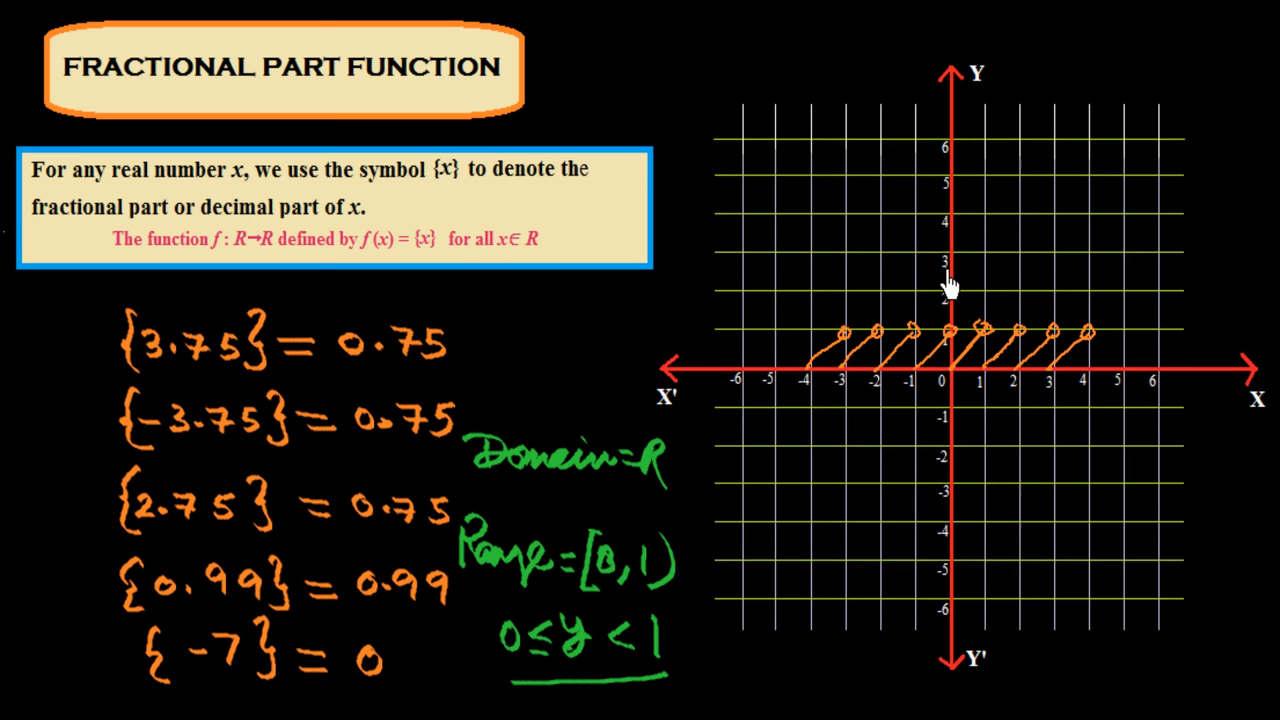 FRACTIONAL PART FUNCTION
For any real number x, we use the symbol {x} to denote the
fractional part or decimal part of x.
The function f : R→R defined by f (x) = {x} for all x∈ R
{3.75} = 0.75
{-3.75} = 0.75
{2.75} = 0.75
{0.99} = 0.99
{-7} = 0
Domain = R
Range = [0, 1)
0 ≤ y < 1
Y
6
5
4
3
2
1
X'
-6 -5 -4 -3 -2 -1 0 1 2 3 4 5 6
X
-1
-2
-3
-4
-5
-6
Y'